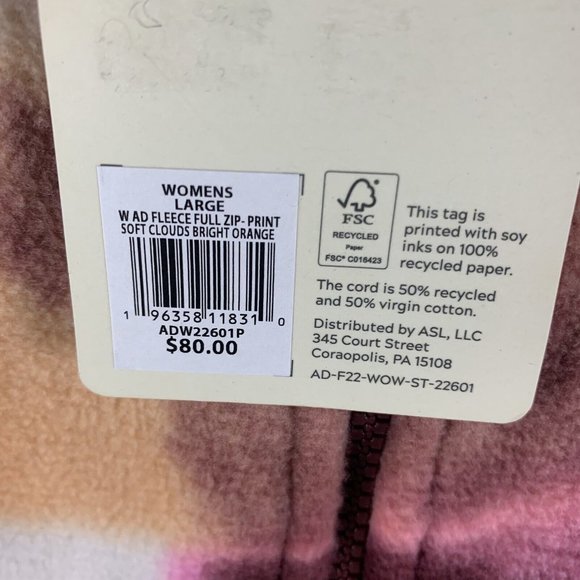 WOMENS
LARGE
W AD FLEECE FULL ZIP- PRINT
SOFT CLOUDS BRIGHT ORANGE
1 96358 11831 0
ADW22601P
$80.00
FSC
RECYCLED
Paper
FSC® C016423
This tag is
printed with soy
inks on 100%
recycled paper.
The cord is 50% recycled
and 50% virgin cotton.
Distributed by ASL, LLC
345 Court Street
Coraopolis, PA 15108
AD-F22-WOW-ST-22601